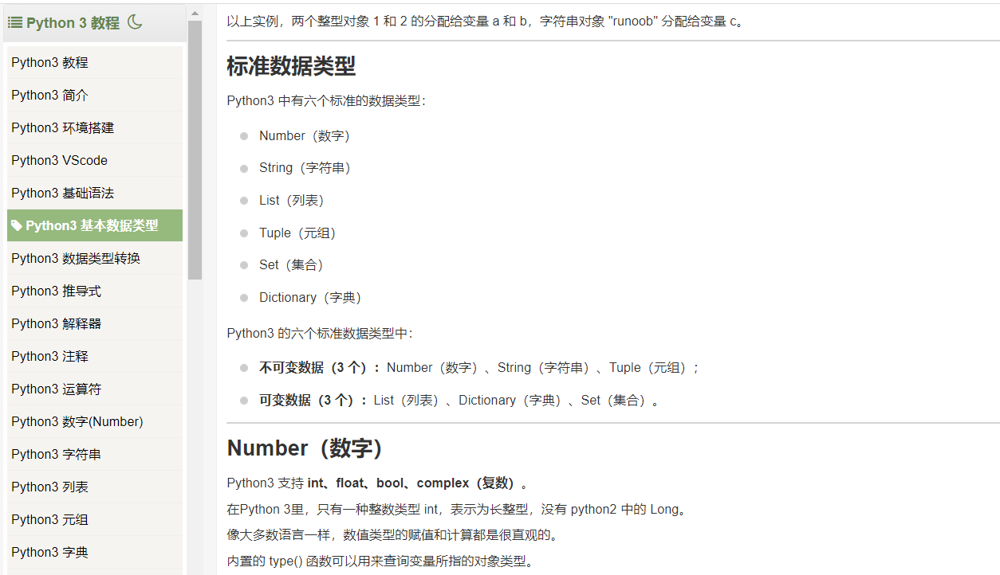 Python 3 教程
Python3 教程
Python3 简介
Python3 环境搭建
Python3 VScode
Python3 基础语法
Python3 基本数据类型
Python3 数据类型转换
Python3 推导式
Python3 解释器
Python3 注释
Python3 运算符
Python3 数字(Number)
Python3 字符串
Python3 列表
Python3 元组
Python3 字典
以上实例，两个整型对象 1 和 2 的分配给变量 a 和 b，字符串对象 "runoob" 分配给变量 c。
标准数据类型
Python3 中有六个标准的数据类型：
Number（数字）
String（字符串）
List（列表）
Tuple（元组）
Set（集合）
Dictionary（字典）
Python3 的六个标准数据类型中：
不可变数据（3 个）：Number（数字）、String（字符串）、Tuple（元组）；
可变数据（3 个）：List（列表）、Dictionary（字典）、Set（集合）。
Number（数字）
Python3 支持 int、float、bool、complex（复数）。
在Python 3里，只有一种整数类型 int，表示为长整型，没有 python2 中的 Long。
像大多数语言一样，数值类型的赋值和计算都是很直观的。
内置的 type() 函数可以用来查询变量所指的对象类型。